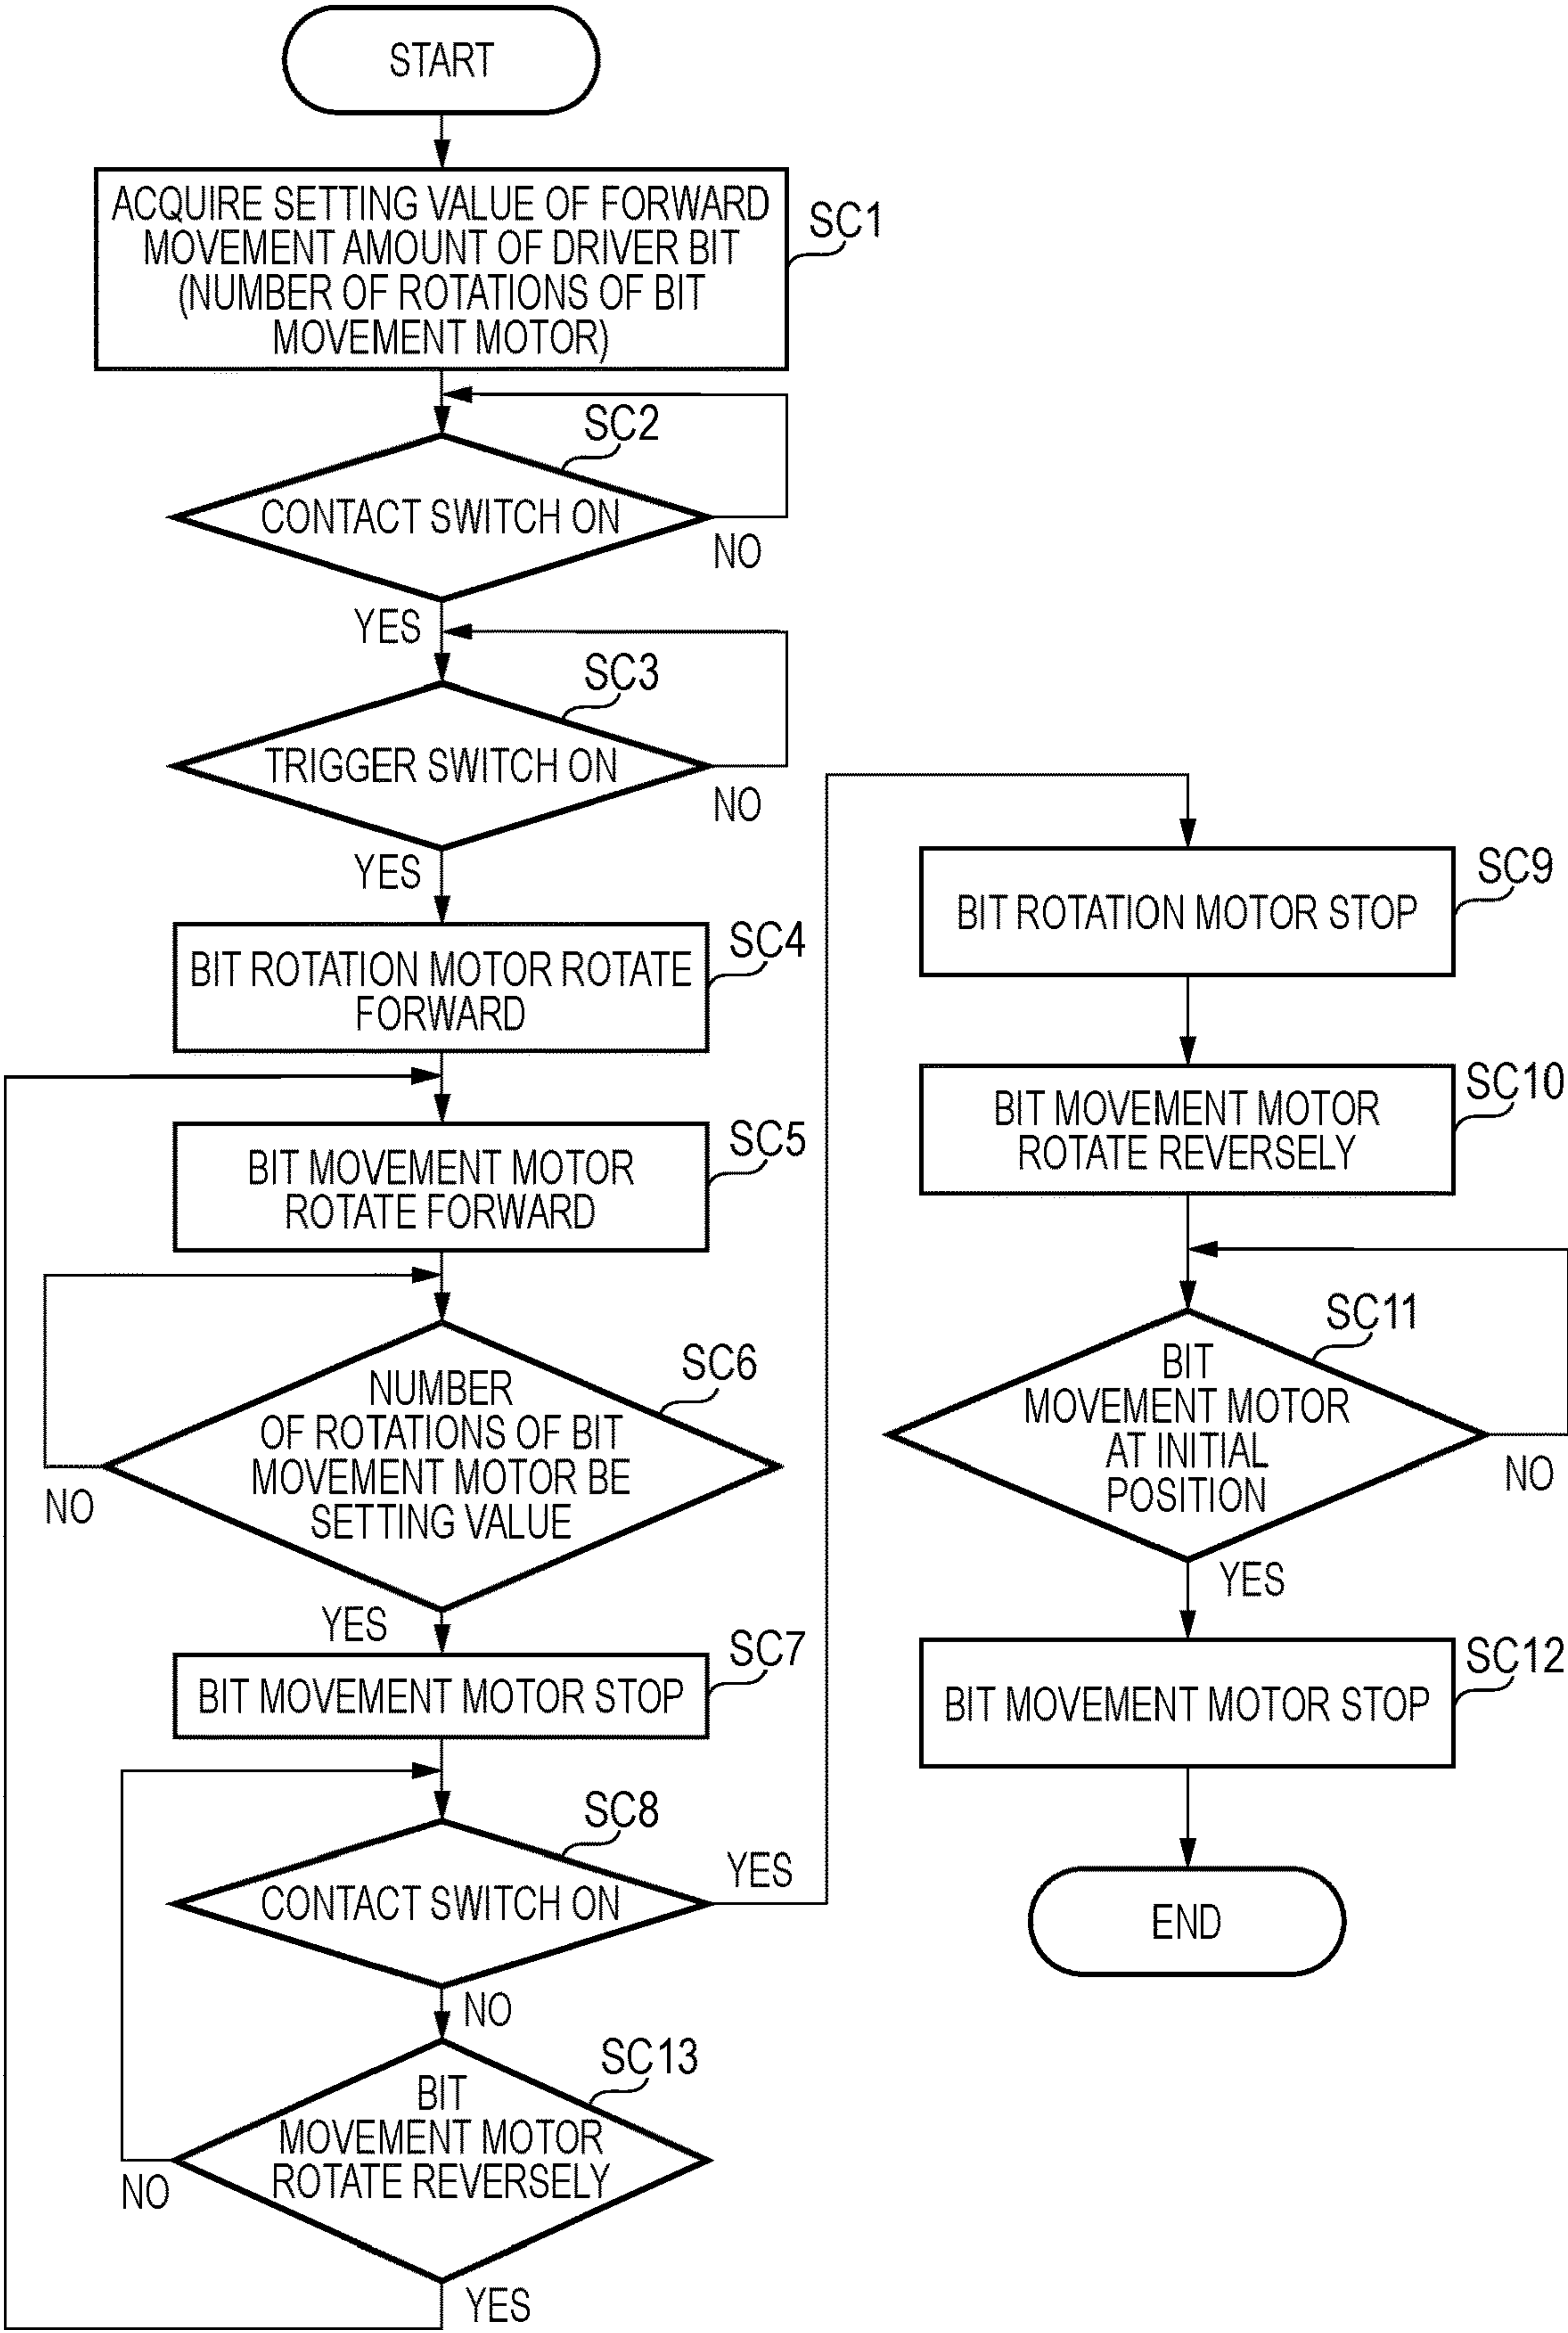 START
ACQUIRE SETTING VALUE OF FORWARD
MOVEMENT AMOUNT OF DRIVER BIT
(NUMBER OF ROTATIONS OF BIT
MOVEMENT MOTOR)
SC1
SC2
CONTACT SWITCH ON
NO
YES
SC3
TRIGGER SWITCH ON
NO
YES
SC4
BIT ROTATION MOTOR ROTATE
FORWARD
SC5
BIT MOVEMENT MOTOR
ROTATE FORWARD
SC6
NUMBER
OF ROTATIONS OF BIT
MOVEMENT MOTOR BE
SETTING VALUE
NO
YES
SC7
BIT MOVEMENT MOTOR STOP
SC8
CONTACT SWITCH ON
YES
NO
SC13
BIT
MOVEMENT MOTOR
ROTATE REVERSELY
NO
YES
SC9
BIT ROTATION MOTOR STOP
SC10
BIT MOVEMENT MOTOR
ROTATE REVERSELY
SC11
BIT
MOVEMENT MOTOR
AT INITIAL
POSITION
NO
YES
SC12
BIT MOVEMENT MOTOR STOP
END